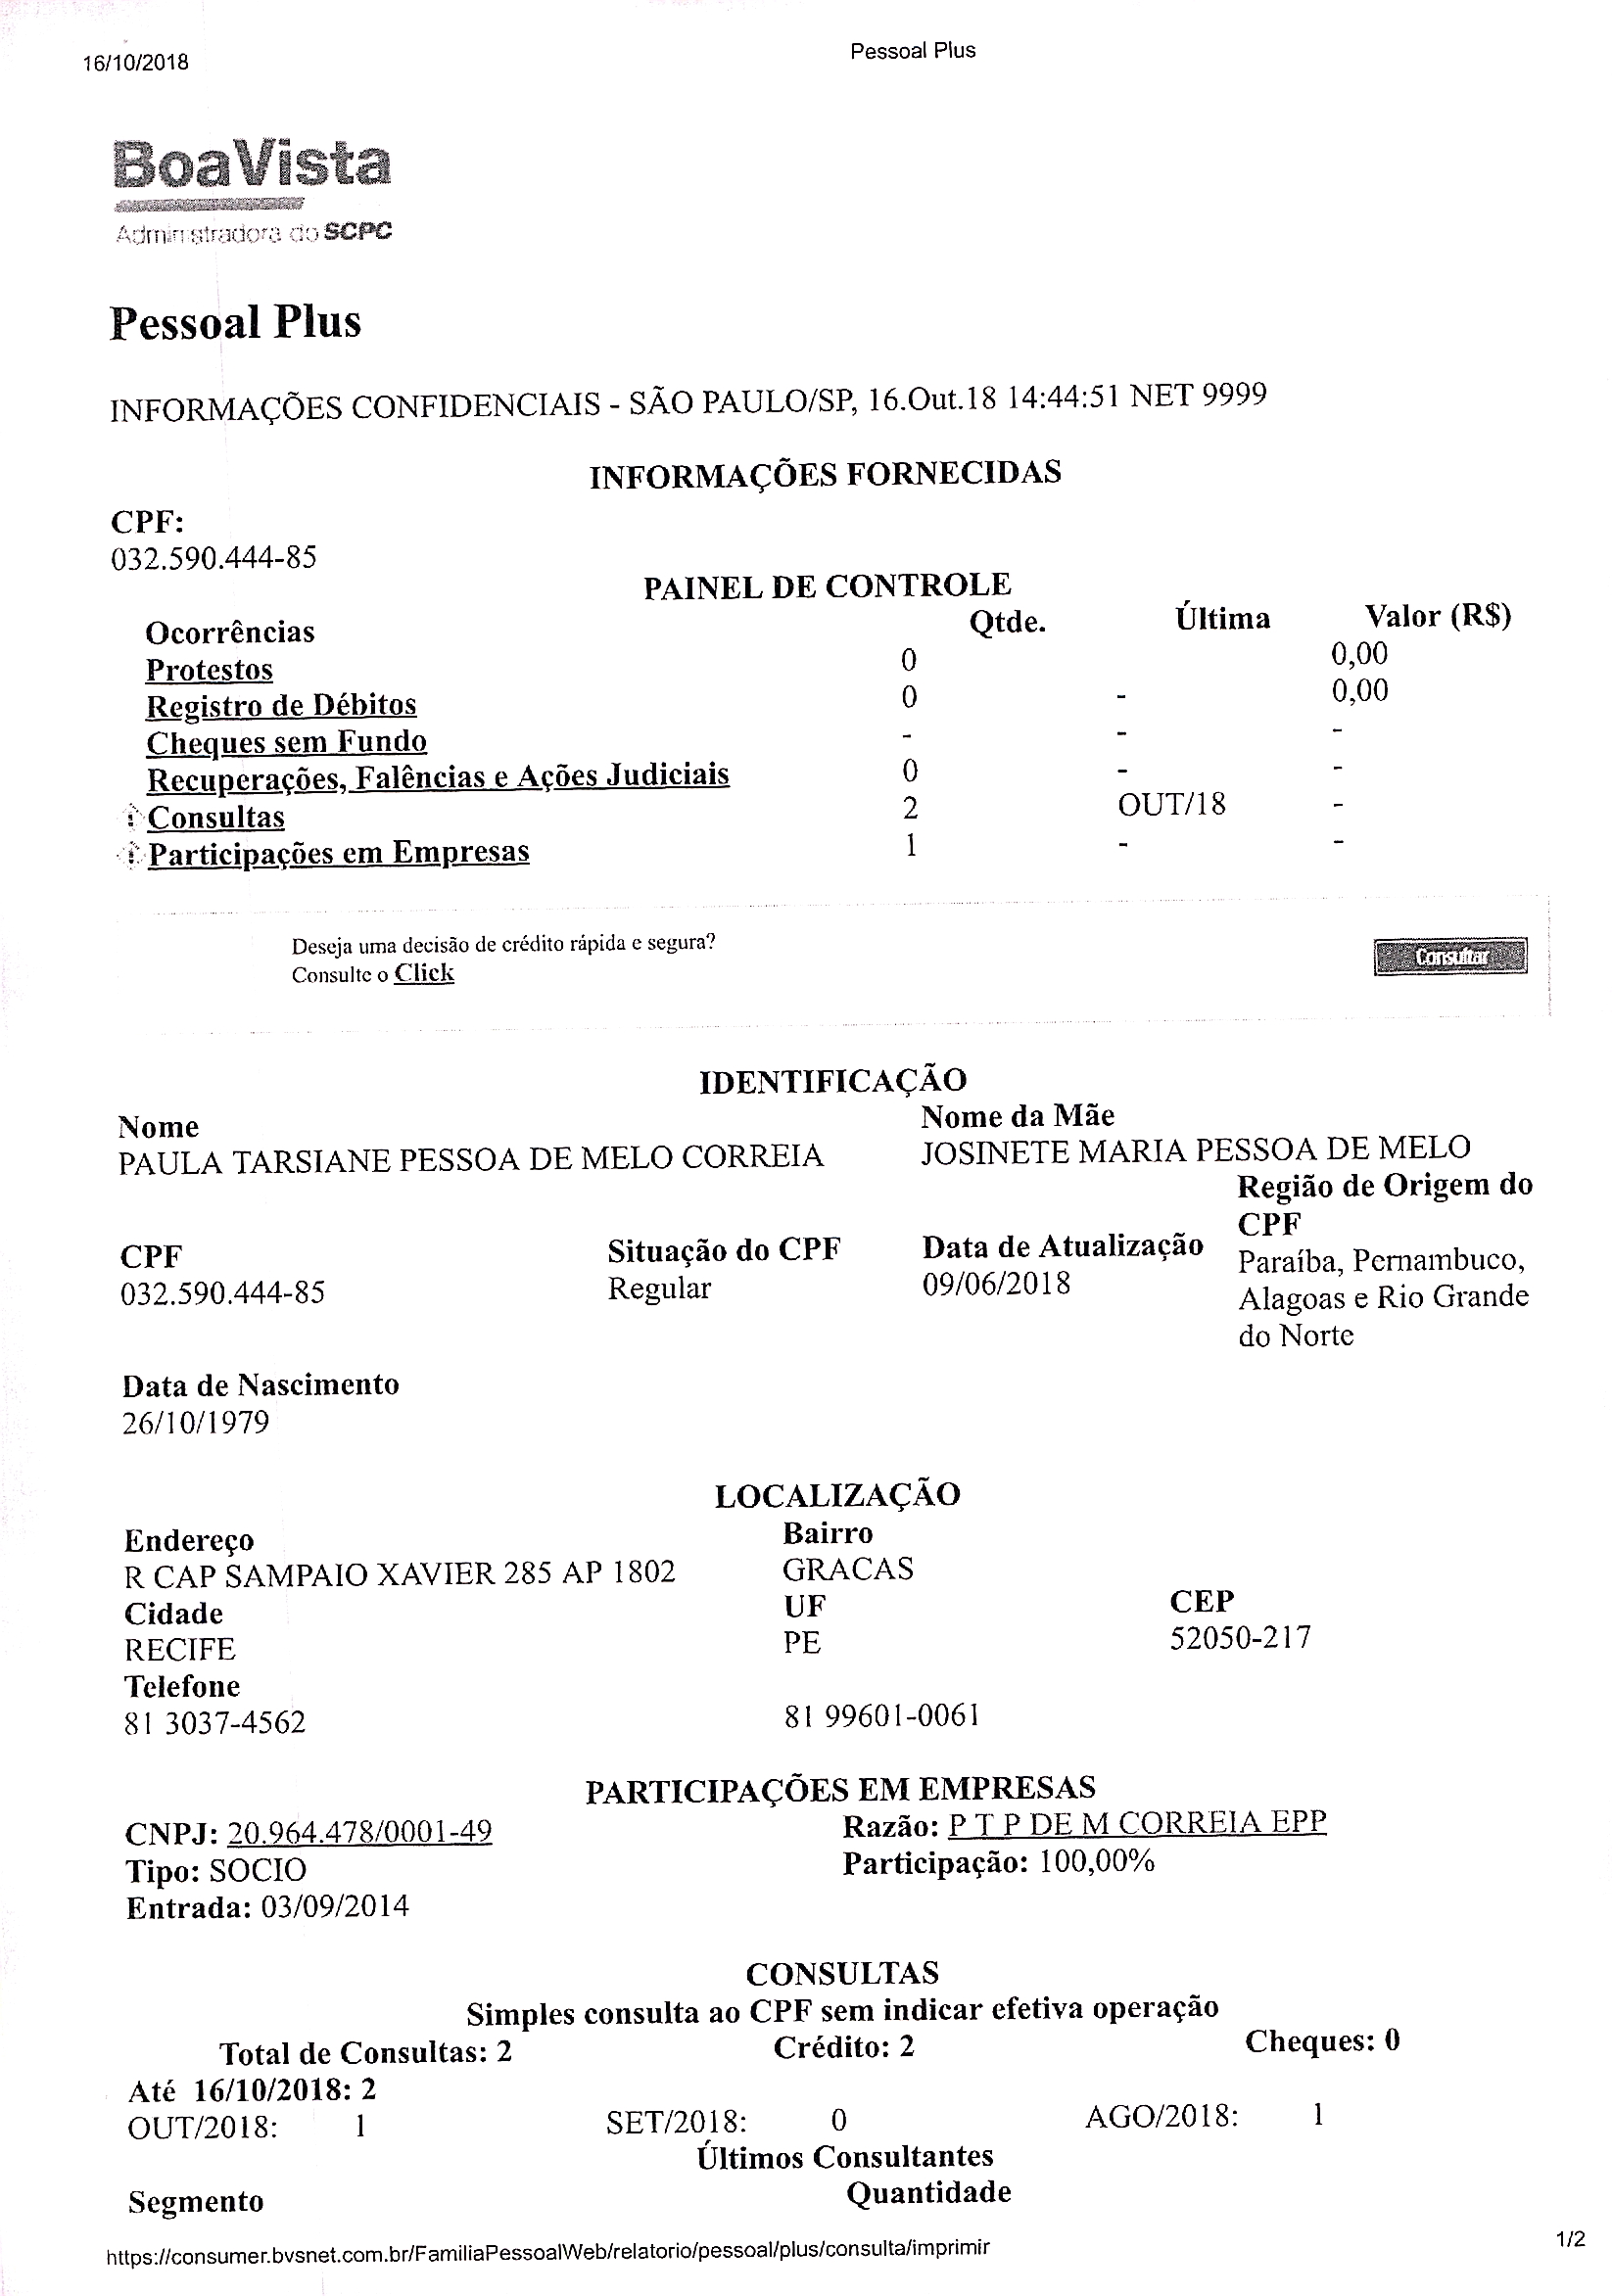 16/10/2018
Pessoal Plus
BoaVista
Administradora do SCPC
Pessoal Plus
INFORMAÇÕES CONFIDENCIAIS - SÃO PAULO/SP, 16.Out.18 14:44:51 NET 9999
INFORMAÇÕES FORNECIDAS
CPF:
032.590.444-85
PAINEL DE CONTROLE
Ocorrências Qtde. Última Valor (R$)
Protestos 0 0,00
Registro de Débitos 0 - 0,00
Cheques sem Fundo - - -
Recuperações, Falências e Ações Judiciais 0 - -
Consultas 2 OUT/18 -
Participações em Empresas 1 - -
Deseja uma decisão de crédito rápida e segura?
Consulte o Click
Consultar
IDENTIFICAÇÃO
Nome Nome da Mãe
PAULA TARSIANE PESSOA DE MELO CORREIA JOSINETE MARIA PESSOA DE MELO
CPF Situação do CPF Data de Atualização Região de Origem do CPF
032.590.444-85 Regular 09/06/2018 Paraíba, Pernambuco,
Alagoas e Rio Grande
do Norte
Data de Nascimento
26/10/1979
LOCALIZAÇÃO
Endereço Bairro
R CAP SAMPAIO XAVIER 285 AP 1802 GRACAS
Cidade UF CEP
RECIFE PE 52050-217
Telefone
81 3037-4562 81 99601-0061
PARTICIPAÇÕES EM EMPRESAS
CNPJ: 20.964.478/0001-49 Razão: P T P DE M CORREIA EPP
Tipo: SOCIO Participação: 100,00%
Entrada: 03/09/2014
CONSULTAS
Simples consulta ao CPF sem indicar efetiva operação
Total de Consultas: 2 Crédito: 2 Cheques: 0
Até 16/10/2018: 2
OUT/2018: 1 SET/2018: 0 AGO/2018: 1
Últimos Consultantes
Segmento Quantidade
https://consumer.bvsnet.com.br/FamiliaPessoalWeb/relatorio/pessoal/plus/consulta/imprimir
1/2